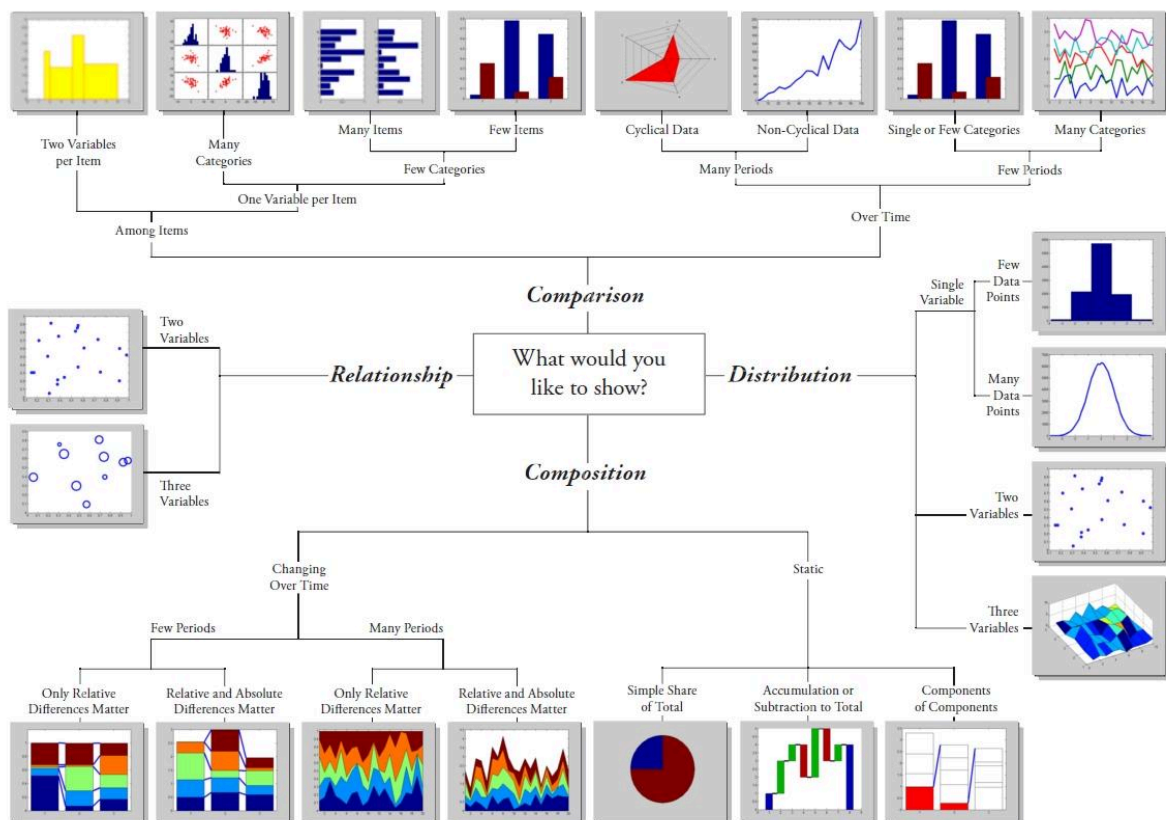 Two Variables
per Item
Many
Categories
Many Items
Few Items
Few Categories
One Variable per Item
Among Items
Cyclical Data
Non-Cyclical Data
Many Periods
Single or Few Categories
Many Categories
Few Periods
Over Time
Comparison
What would you
like to show?
Relationship
Two
Variables
Three
Variables
Distribution
Single
Variable
Few
Data
Points
Many
Data
Points
Two
Variables
Three
Variables
Composition
Changing
Over Time
Few Periods
Many Periods
Only Relative
Differences Matter
Relative and Absolute
Differences Matter
Only Relative
Differences Matter
Relative and Absolute
Differences Matter
Static
Simple Share
of Total
Accumulation or
Subtraction to Total
Components
of Components